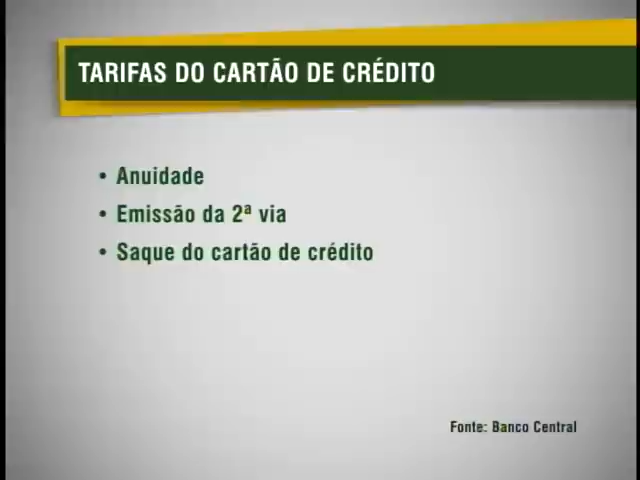 TARIFAS DO CARTÃO DE CRÉDITO
• Anuidade
• Emissão da 2ª via
• Saque do cartão de crédito
Fonte: Banco Central